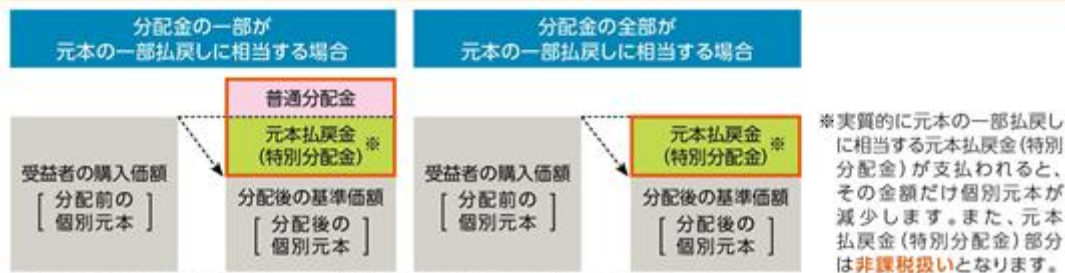 分配金の一部が
元本の一部払戻しに相当する場合
普通分配金
元本払戻金
(特別分配金)
※
受益者の購入価額
[ 分配前の
個別元本 ]
分配後の基準価額
[ 分配後の
個別元本 ]
分配金の全部が
元本の一部払戻しに相当する場合
元本払戻金
(特別分配金)
※
受益者の購入価額
[ 分配前の
個別元本 ]
分配後の基準価額
[ 分配後の
個別元本 ]
※実質的に元本の一部払戻し
に相当する元本払戻金(特別
分配金)が支払われると、
その金額だけ個別元本が
減少します。また、元本
払戻金(特別分配金)部分
は非課税扱いとなります。